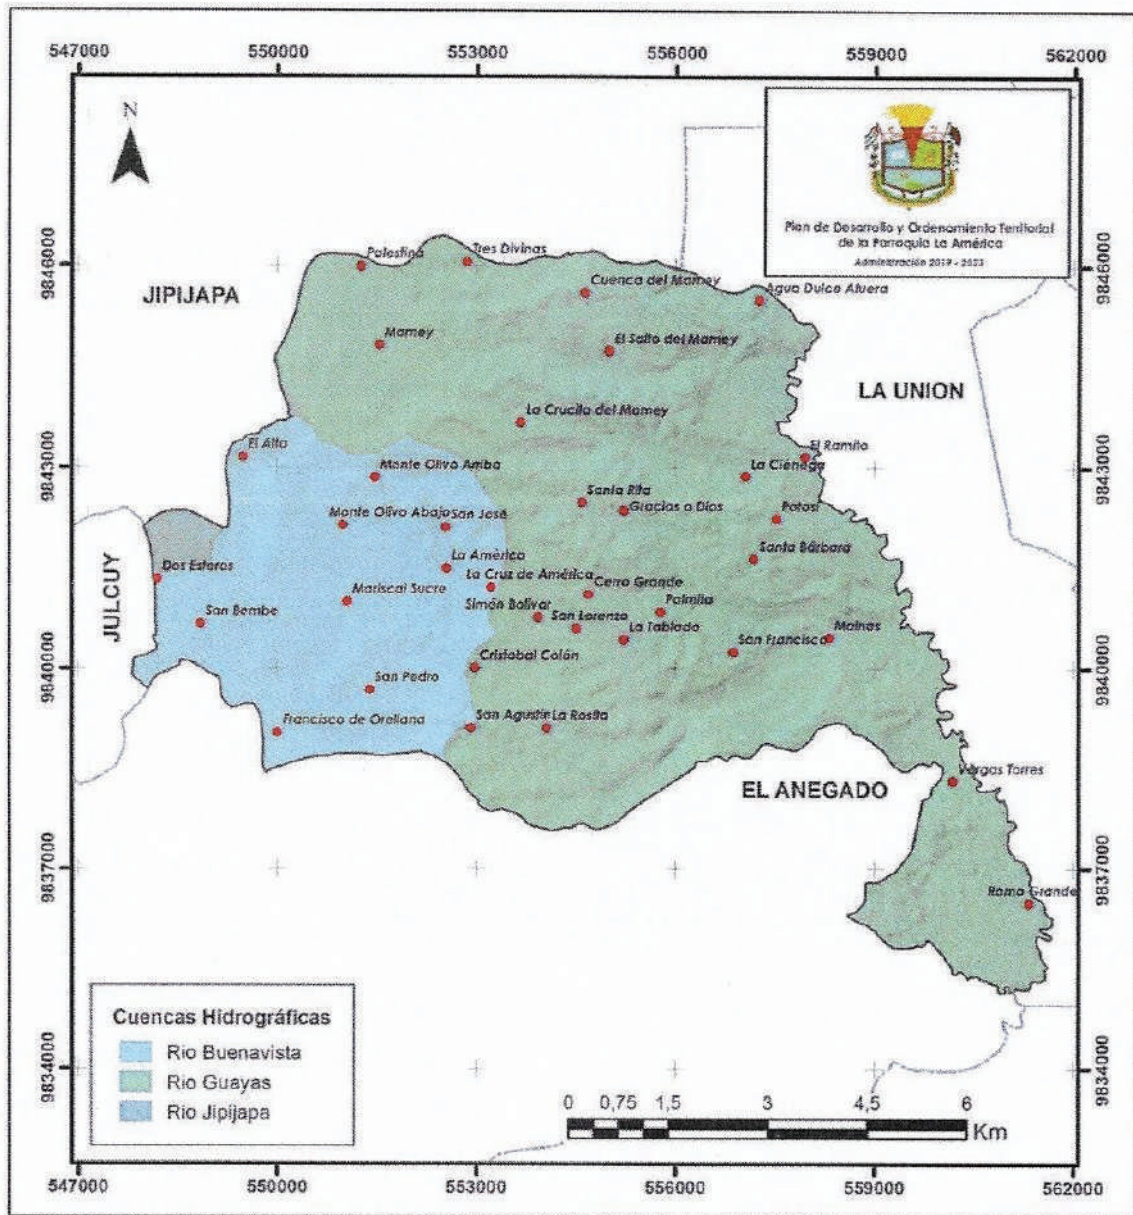 547000 550000 553000 556000 559000 562000
N
Plan de Desarrollo y Ordenamiento Territorial
de la Parroquia La América
Administración 2019 - 2023
9846000
9846000
Palestina
Tres Divinas
Cuenca del Mamey
Agua Dulce Afuera
JIPIJAPA
Mamey
El Salto del Mamey
LA UNION
La Crucita del Mamey
El Alto
Monte Olivo Arriba
El Ramito
La Ciénega
9843000
9843000
Santa Rita
Gracias a Dios
Potosí
Monte Olivo Abajo
San José
Santa Bárbara
La América
Dos Esteros
La Cruz de América
Cerro Grande
Mariscal Sucre
JULCUY
San Bembe
Simón Bolívar
San Lorenzo
Palmita
La Tablada
San Francisco
Mainas
9840000
9840000
Cristobal Colón
San Pedro
Francisco de Orellana
San Agustín
La Rosita
EL ANEGADO
Vargas Torres
9837000
9837000
Rama Grande
Cuencas Hidrográficas
Rio Buenavista
Rio Guayas
Rio Jipijapa
9834000
9834000
0 0,75 1,5 3 4,5 6
Km
547000 550000 553000 556000 559000 562000